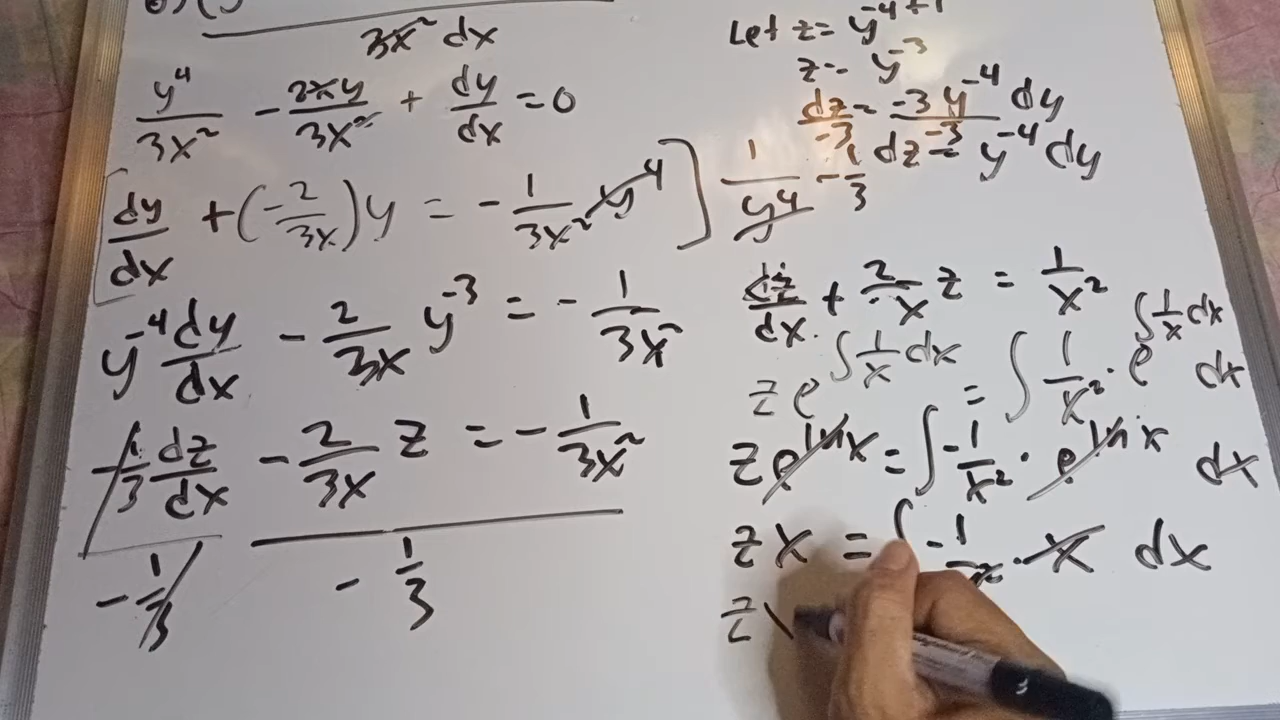 3x² dx
y⁴/3x² - 2xy/3x² + dy/dx = 0
[dy/dx + (-2/3x)y = -1/3x² y⁴] 1/y⁴
y⁻⁴ dy/dx - 2/3x y⁻³ = - 1/3x²
-1/3 dz/dx - 2/3x z = - 1/3x²
-1/3 - 1/3
Let z = y⁻⁴⁺¹
z = y⁻³
dz/-3 = -3y⁻⁴ dy/-3
-1/3 dz = y⁻⁴ dy
dz/dx + 2/x z = 1/x²
z e^∫1/x dx = ∫ 1/x² · e^∫1/x dx dx
z e^ln x = ∫ -1/x² · e^ln x dx
zx = ∫ -1/x² · x dx
zx